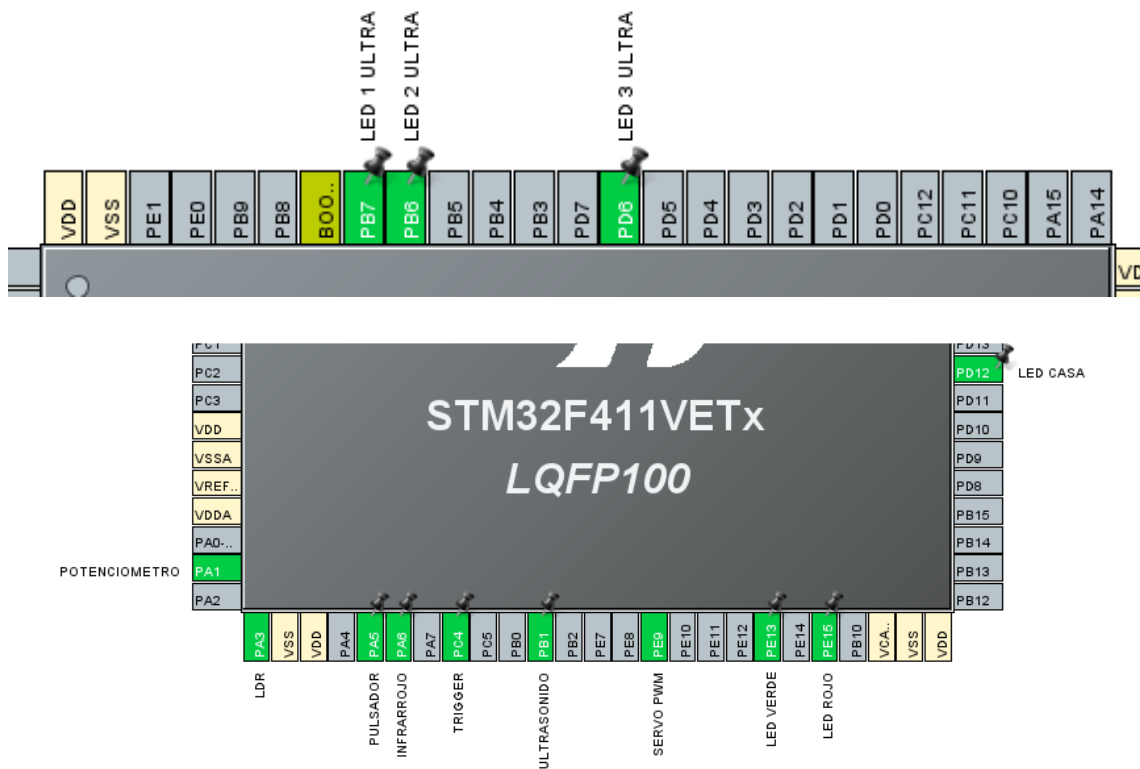 LED 1 ULTRA
LED 2 ULTRA
LED 3 ULTRA
VDD
VSS
PE1
PE0
PB9
PB8
BOO..
PB7
PB6
PB5
PB4
PB3
PD7
PD6
PD5
PD4
PD3
PD2
PD1
PD0
PC12
PC11
PC10
PA15
PA14
VD
PC1
PC2
PC3
VDD
VSSA
VREF..
VDDA
PA0-..
POTENCIOMETRO PA1
PA2
STM32F411VETx
LQFP100
PD13
PD12 LED CASA
PD11
PD10
PD9
PD8
PB15
PB14
PB13
PB12
PA3
VSS
VDD
PA4
PA5
PA6
PA7
PC4
PC5
PB0
PB1
PB2
PE7
PE8
PE9
PE10
PE11
PE12
PE13
PE14
PE15
PB10
VCA..
VSS
VDD
LDR
PULSADOR
INFRARROJO
TRIGGER
ULTRASONIDO
SERVO PWM
LED VERDE
LED ROJO